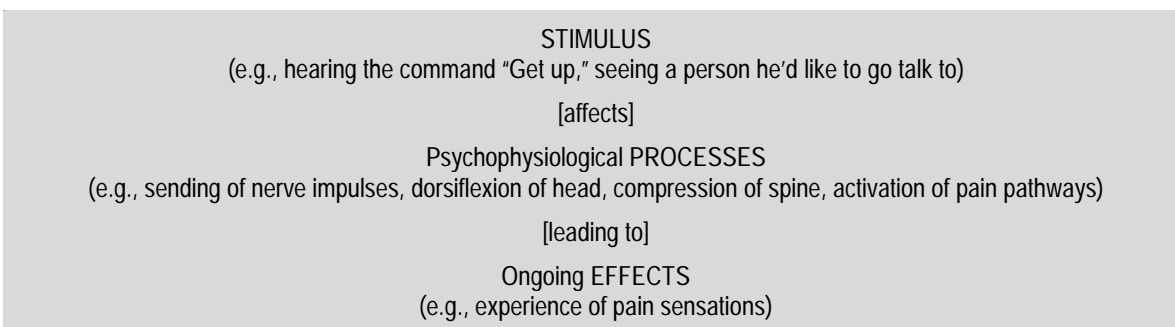 STIMULUS
(e.g., hearing the command “Get up,” seeing a person he’d like to go talk to)
[affects]
Psychophysiological PROCESSES
(e.g., sending of nerve impulses, dorsiflexion of head, compression of spine, activation of pain pathways)
[leading to]
Ongoing EFFECTS
(e.g., experience of pain sensations)